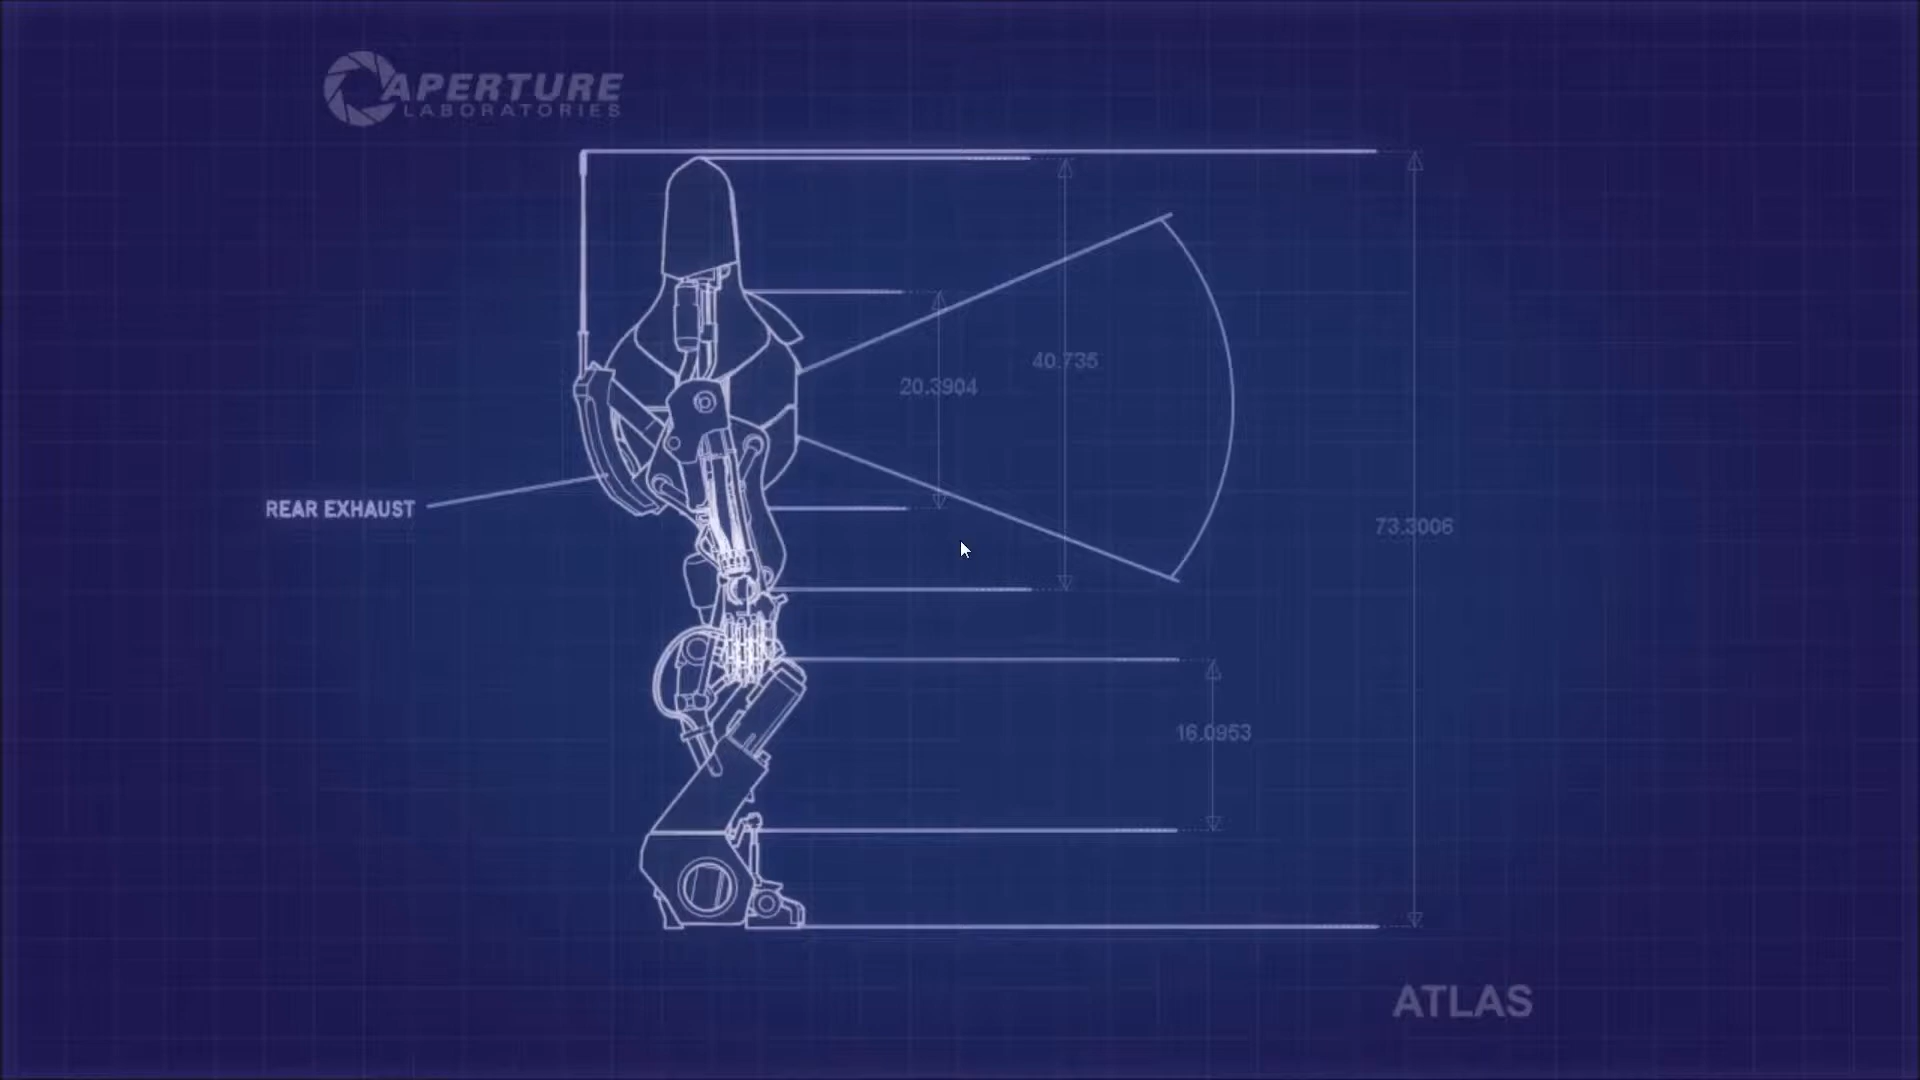 APERTURE
LABORATORIES
40.735
20.3904
REAR EXHAUST
73.3006
16.0953
ATLAS